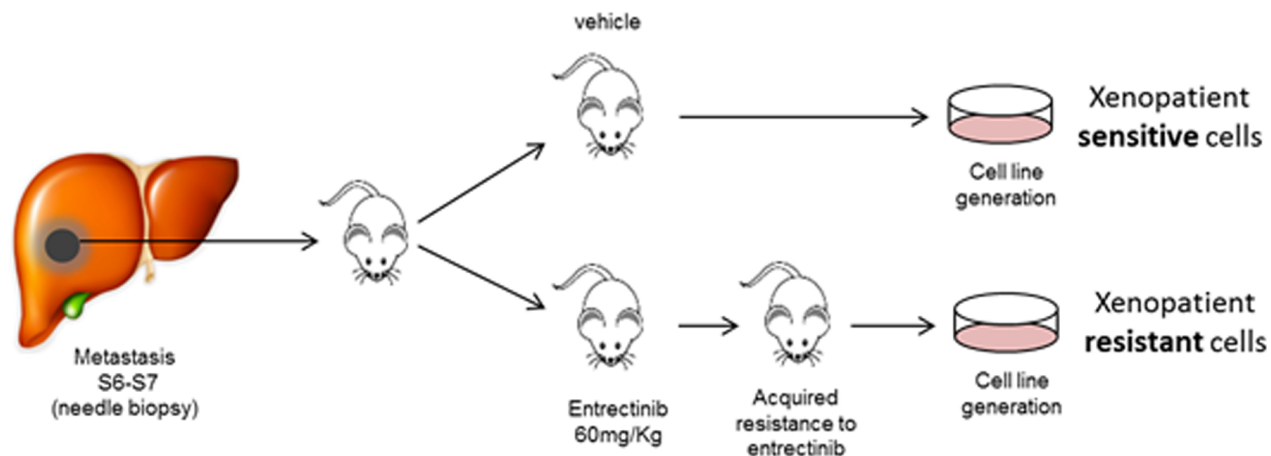 vehicle
Xenopatient
sensitive cells
Cell line
generation
Metastasis
S6-S7
(needle biopsy)
Entrectinib
60mg/Kg
Acquired
resistance to
entrectinib
Cell line
generation
Xenopatient
resistant cells